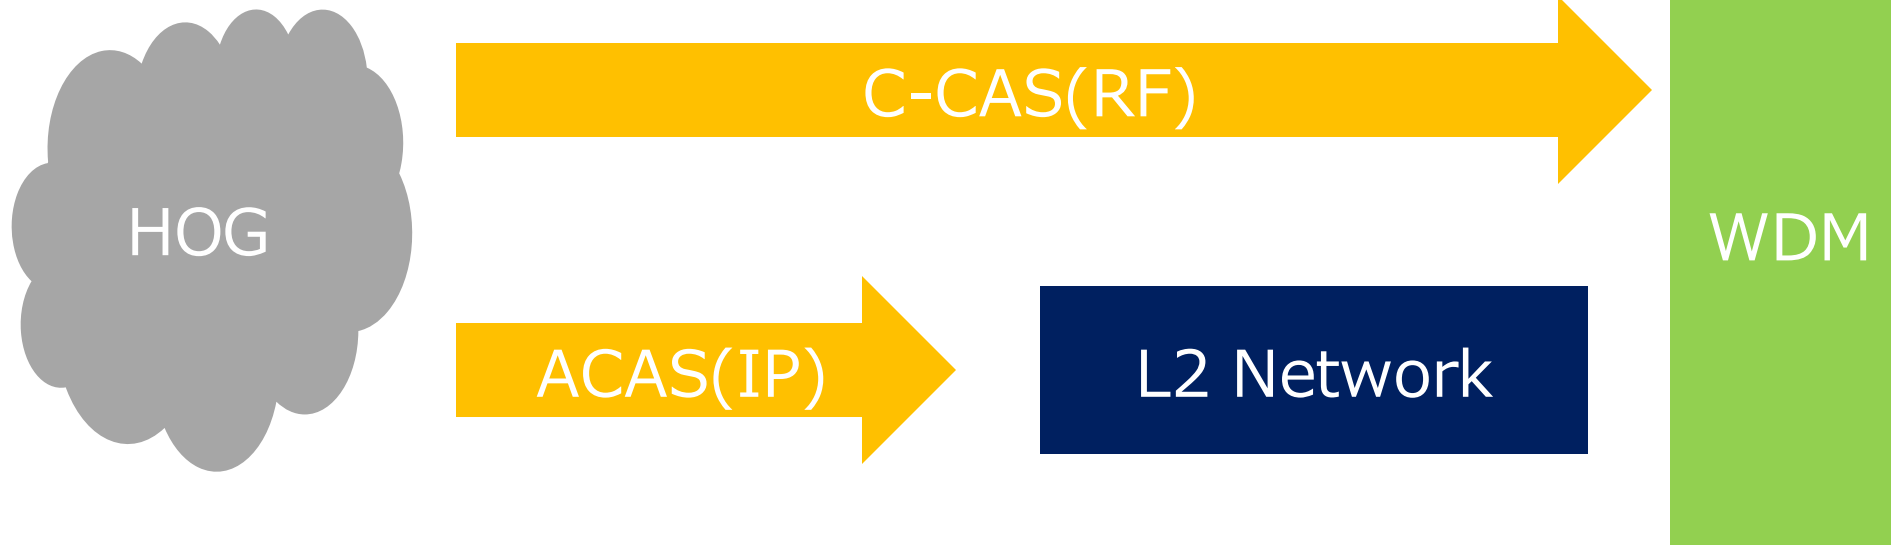 C-CAS(RF)
HOG
WDM
ACAS(IP)
L2 Network